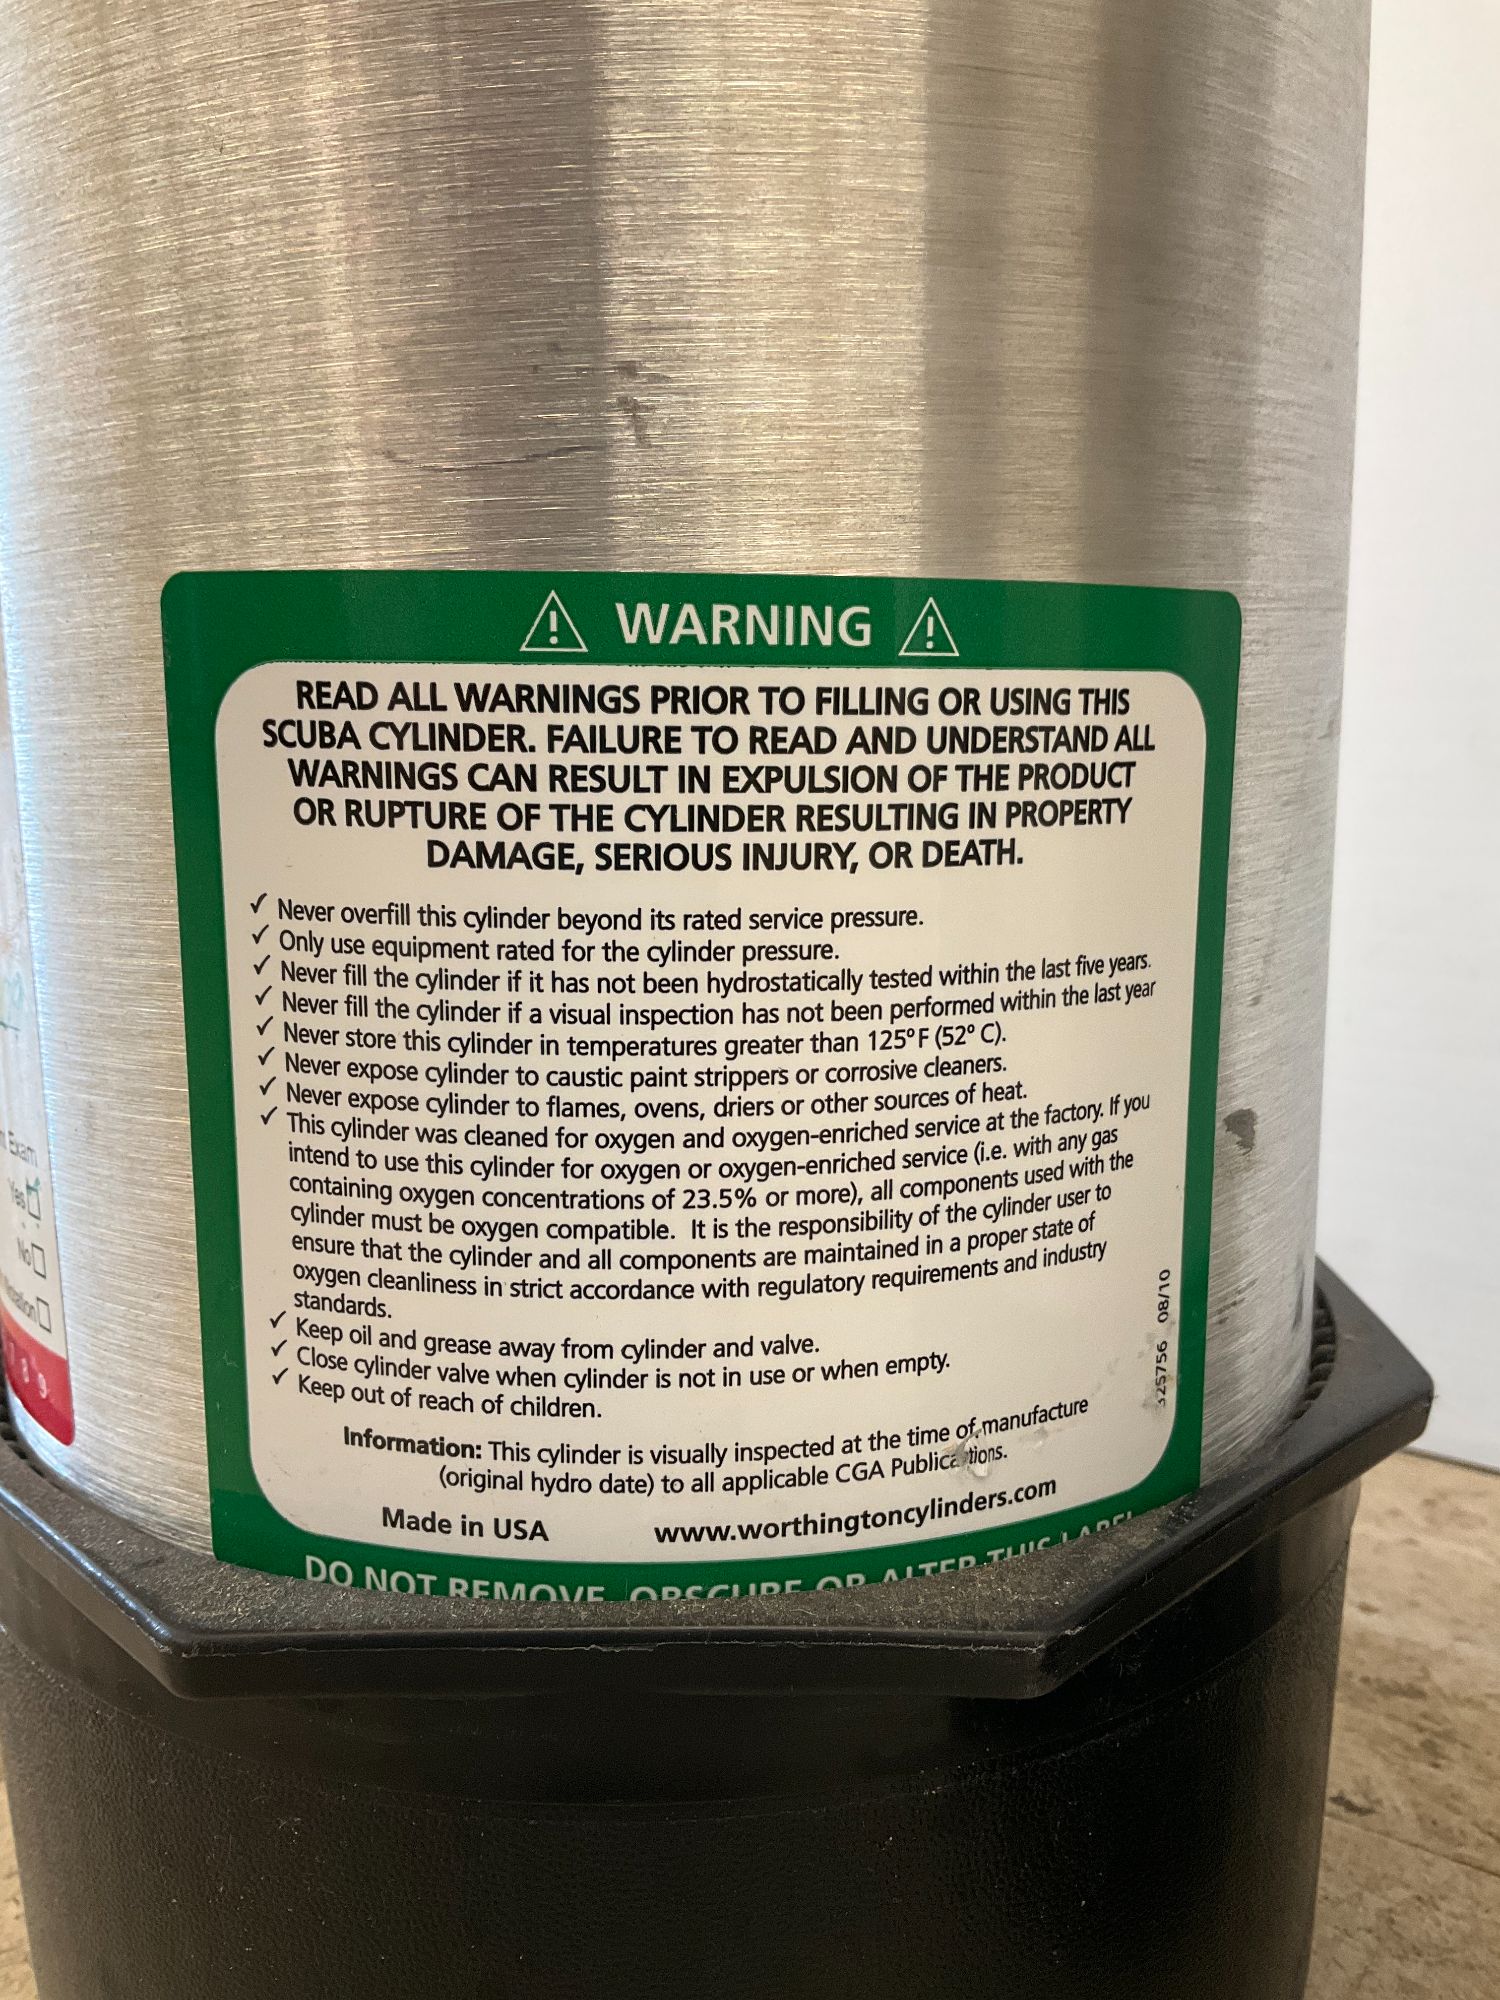 WARNING
READ ALL WARNINGS PRIOR TO FILLING OR USING THIS
SCUBA CYLINDER. FAILURE TO READ AND UNDERSTAND ALL
WARNINGS CAN RESULT IN EXPULSION OF THE PRODUCT
OR RUPTURE OF THE CYLINDER RESULTING IN PROPERTY
DAMAGE, SERIOUS INJURY, OR DEATH.
✓ Never overfill this cylinder beyond its rated service pressure.
✓ Only use equipment rated for the cylinder pressure.
✓ Never fill the cylinder if it has not been hydrostatically tested within the last five years.
✓ Never fill the cylinder if a visual inspection has not been performed within the last year
✓ Never store this cylinder in temperatures greater than 125°F (52° C).
✓ Never expose cylinder to caustic paint strippers or corrosive cleaners.
✓ Never expose cylinder to flames, ovens, driers or other sources of heat.
✓ This cylinder was cleaned for oxygen and oxygen-enriched service at the factory. If you
intend to use this cylinder for oxygen or oxygen-enriched service (i.e. with any gas
containing oxygen concentrations of 23.5% or more), all components used with the
cylinder must be oxygen compatible. It is the responsibility of the cylinder user to
ensure that the cylinder and all components are maintained in a proper state of
oxygen cleanliness in strict accordance with regulatory requirements and industry
standards.
✓ Keep oil and grease away from cylinder and valve.
✓ Close cylinder valve when cylinder is not in use or when empty.
✓ Keep out of reach of children.
Information: This cylinder is visually inspected at the time of manufacture
(original hydro date) to all applicable CGA Publications.
Made in USA www.worthingtoncylinders.com
DO NOT REMOVE, OBSCURE OR ALTER THIS LABEL
325756 08/10
Exam
Yes
No
8 9